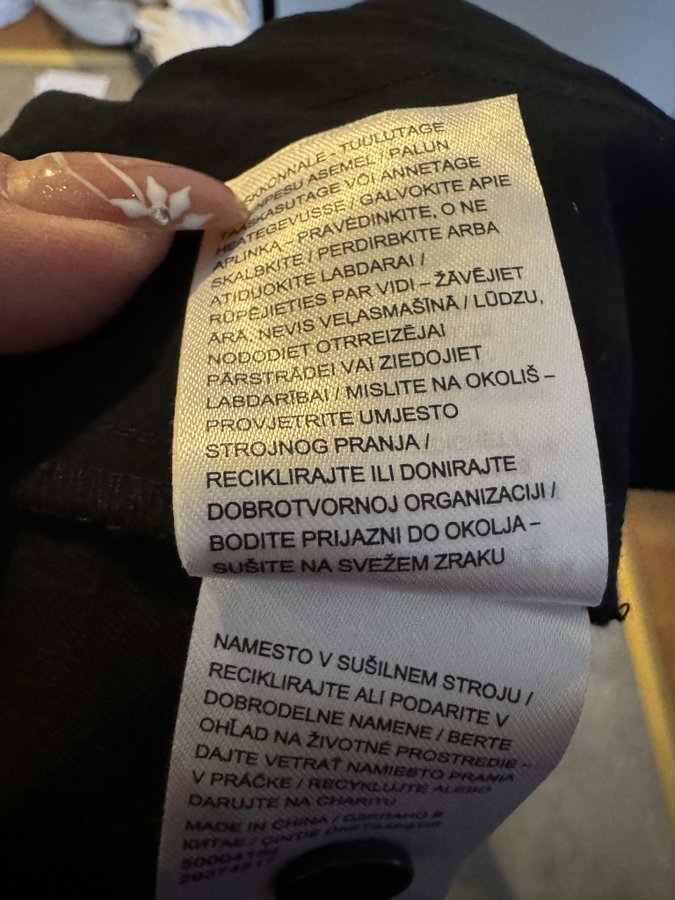 TUULUTAGE
ASEMEL / PALUN
TAASKASUTAGE VÕI ANNETAGE
HEATEGEVUSSE / GALVOKITE APIE
APLINKĄ – PRAVĖDINKITE, O NE
SKALBKITE / PERDIRBKITE ARBA
ATIDUOKITE LABDARAI /
RŪPĒJIETIES PAR VIDI – ŽĀVĒJIET
ĀRĀ, NEVIS VEĻASMAŠĪNĀ / LŪDZU,
NODODIET OTRREIZĒJAI
PĀRSTRĀDEI VAI ZIEDOJIET
LABDARĪBAI / MISLITE NA OKOLIŠ –
PROVJETRITE UMJESTO
STROJNOG PRANJA /
RECIKLIRAJTE ILI DONIRAJTE
DOBROTVORNOJ ORGANIZACIJI /
BODITE PRIJAZNI DO OKOLJA –
SUŠITE NA SVEŽEM ZRAKU
NAMESTO V SUŠILNEM STROJU /
RECIKLIRAJTE ALI PODARITE V
DOBRODELNE NAMENE / BERTE
OHĽAD NA ŽIVOTNÉ PROSTREDIE –
DAJTE VETRAŤ NAMIESTO PRANIA
V PRÁČKE / RECYKLUJTE ALEBO
DARUJTE NA CHARITU
MADE IN CHINA / СДЕЛАНО В
КИТАЕ /